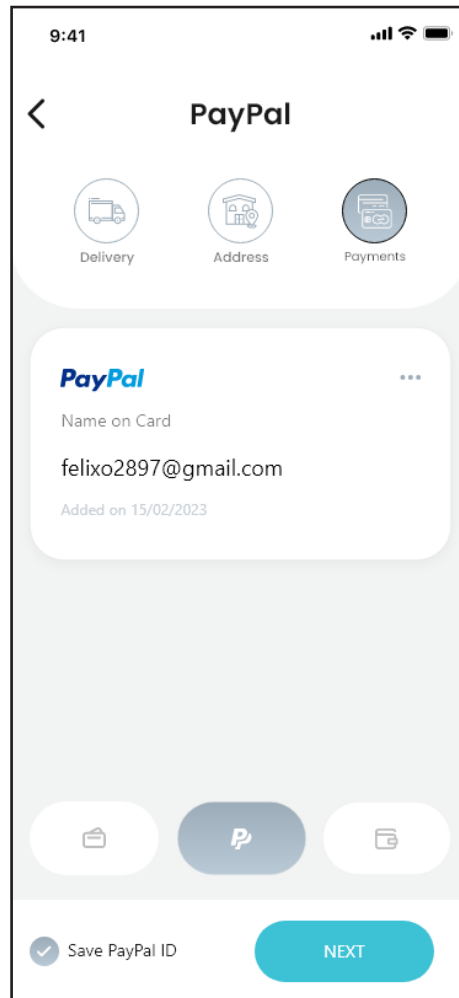 9:41
PayPal
Delivery Address Payments
PayPal
Name on Card
felixo2897@gmail.com
Added on 15/02/2023
Save PayPal ID NEXT